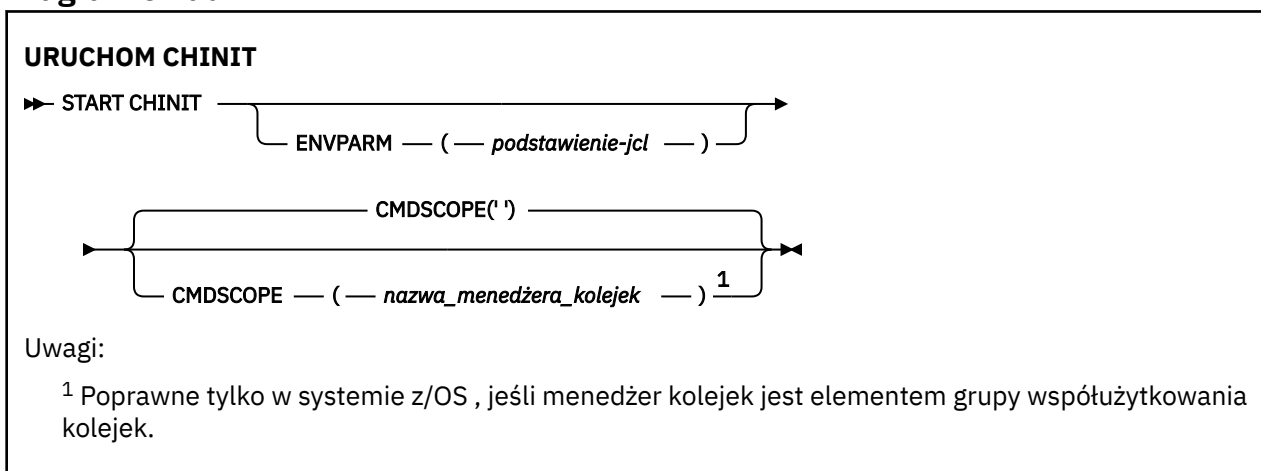 URUCHOM CHINIT
START CHINIT
ENVPARM ( podstawienie-jcl )
CMDSCOPE(' ')
CMDSCOPE ( nazwa_menedżera_kolejek ) 1
Uwagi:
1 Poprawne tylko w systemie z/OS , jeśli menedżer kolejek jest elementem grupy współużytkowania
kolejek.